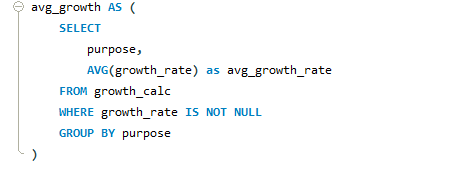 avg_growth AS (
SELECT
purpose,
AVG(growth_rate) as avg_growth_rate
FROM growth_calc
WHERE growth_rate IS NOT NULL
GROUP BY purpose
)